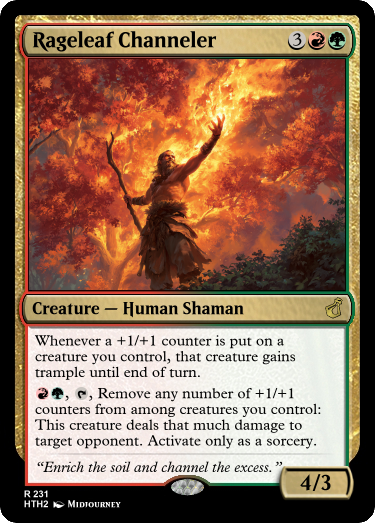 Rageleaf Channeler 3
Creature — Human Shaman
Whenever a +1/+1 counter is put on a
creature you control, that creature gains
trample until end of turn.
, , Remove any number of +1/+1
counters from among creatures you control:
This creature deals that much damage to
target opponent. Activate only as a sorcery.
“Enrich the soil and channel the excess.”
4/3
R 231
HTH2 Midjourney